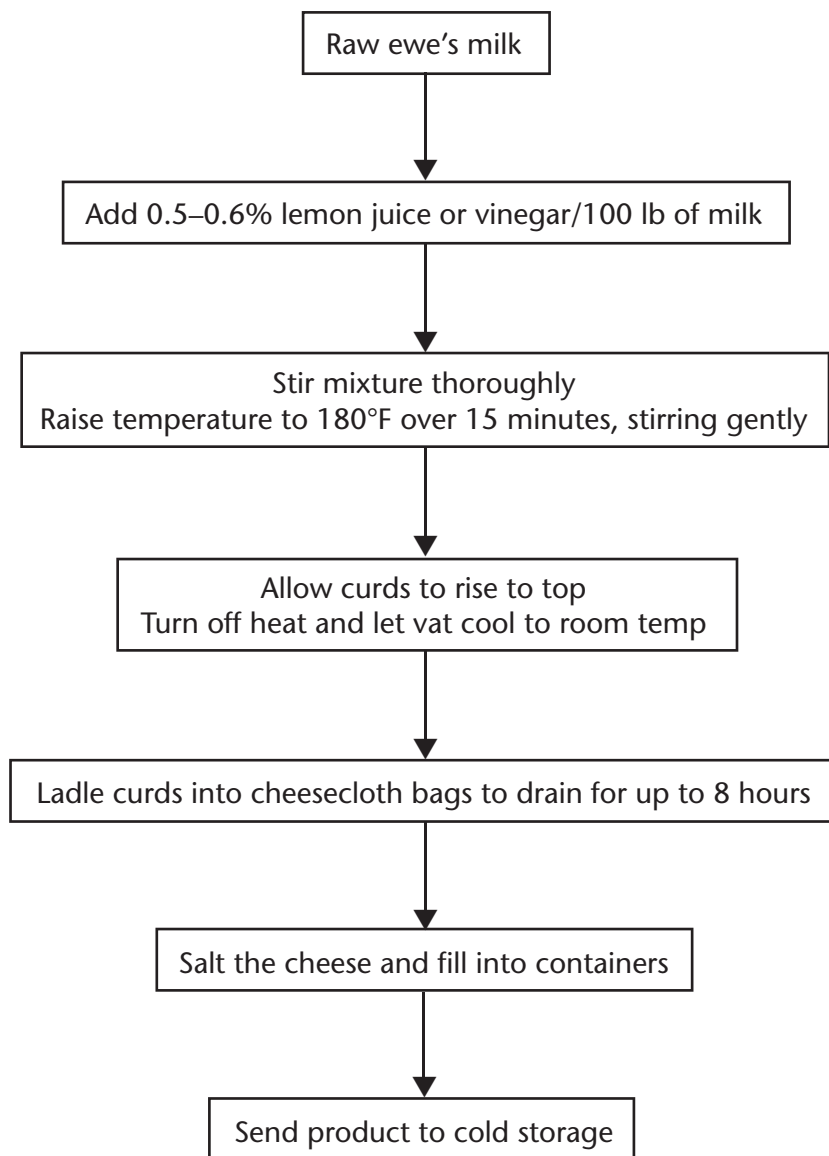 Raw ewe’s milk
Add 0.5–0.6% lemon juice or vinegar/100 lb of milk
Stir mixture thoroughly
Raise temperature to 180°F over 15 minutes, stirring gently
Allow curds to rise to top
Turn off heat and let vat cool to room temp
Ladle curds into cheesecloth bags to drain for up to 8 hours
Salt the cheese and fill into containers
Send product to cold storage